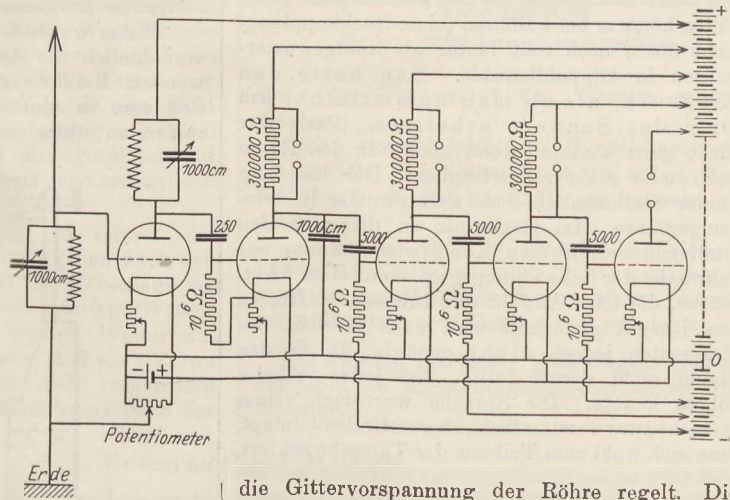 +
1000cm
300000 Ω
300000 Ω
300000 Ω
1000cm
250
1000cm
5000
5000
5000
10⁶ Ω
10⁶ Ω
10⁶ Ω
10⁶ Ω
0
- +
Potentiometer
-
Erde
die Gittervorspannung der Röhre regelt. Di